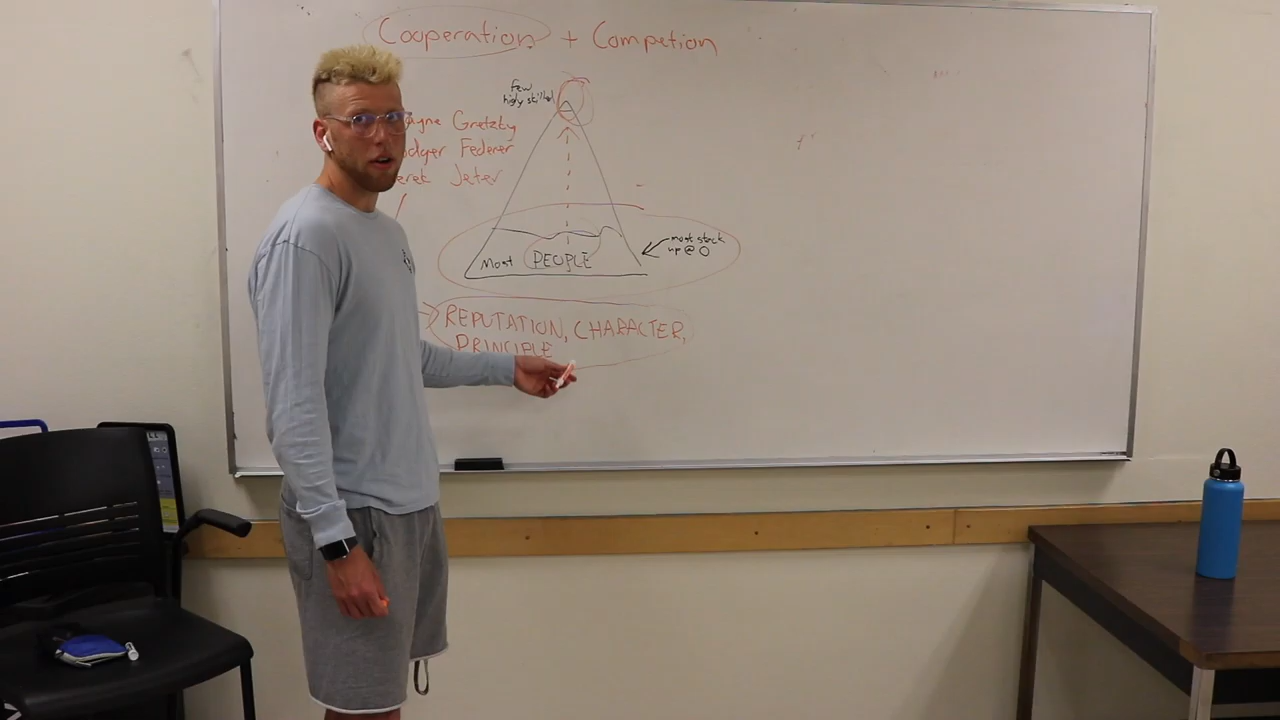 Cooperation + Competion
few
higly skilled
ayne Gretzky
odger Federer
erek Jeter
most stack
up @ 0
Most PEOPLE
REPUTATION, CHARACTER,
PRINCIPLE